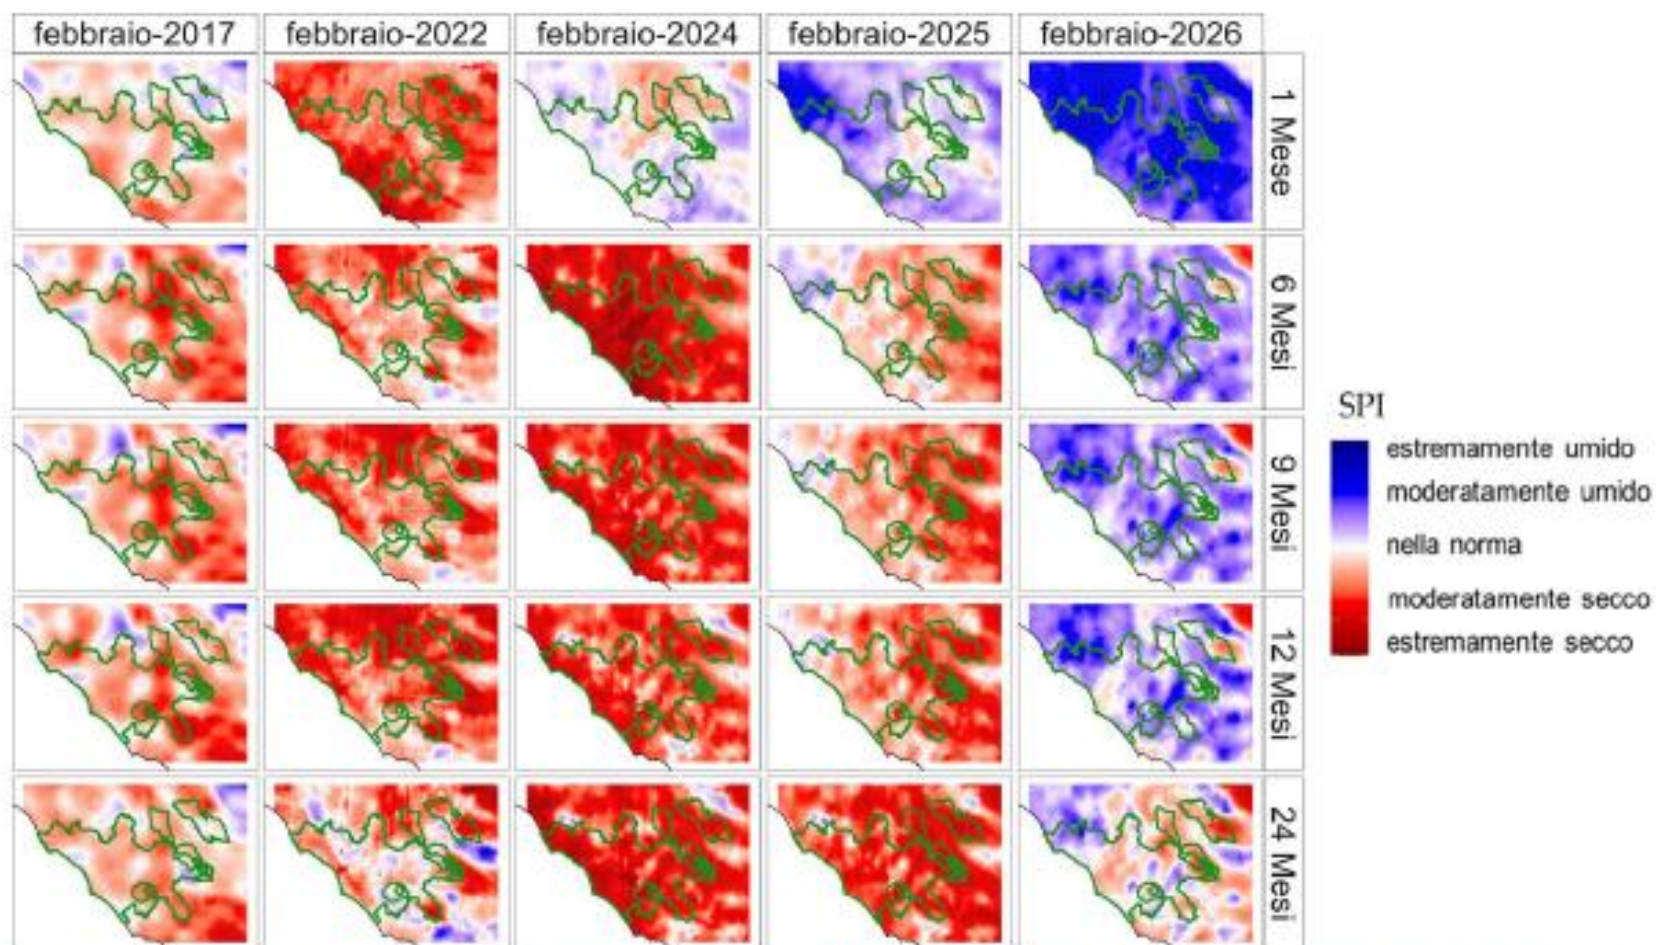 febbraio-2017 febbraio-2022 febbraio-2024 febbraio-2025 febbraio-2026
1 Mese
6 Mesi
9 Mesi
12 Mesi
24 Mesi
SPI
estremamente umido
moderatamente umido
nella norma
moderatamente secco
estremamente secco